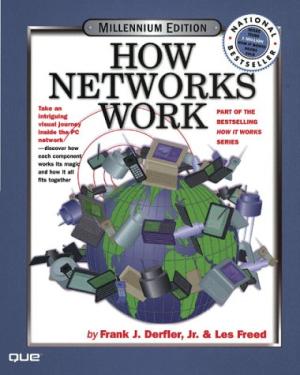 MILLENNIUM EDITION
NATIONAL
BESTSELLER
HOW
NETWORKS
WORK
Take an
intriguing
visual journey
inside the PC
network
—discover how
each component
works its magic
and how it all
fits together
PART OF THE
BESTSELLING
HOW IT WORKS
SERIES
by Frank J. Derfler, Jr. & Les Freed
QUE